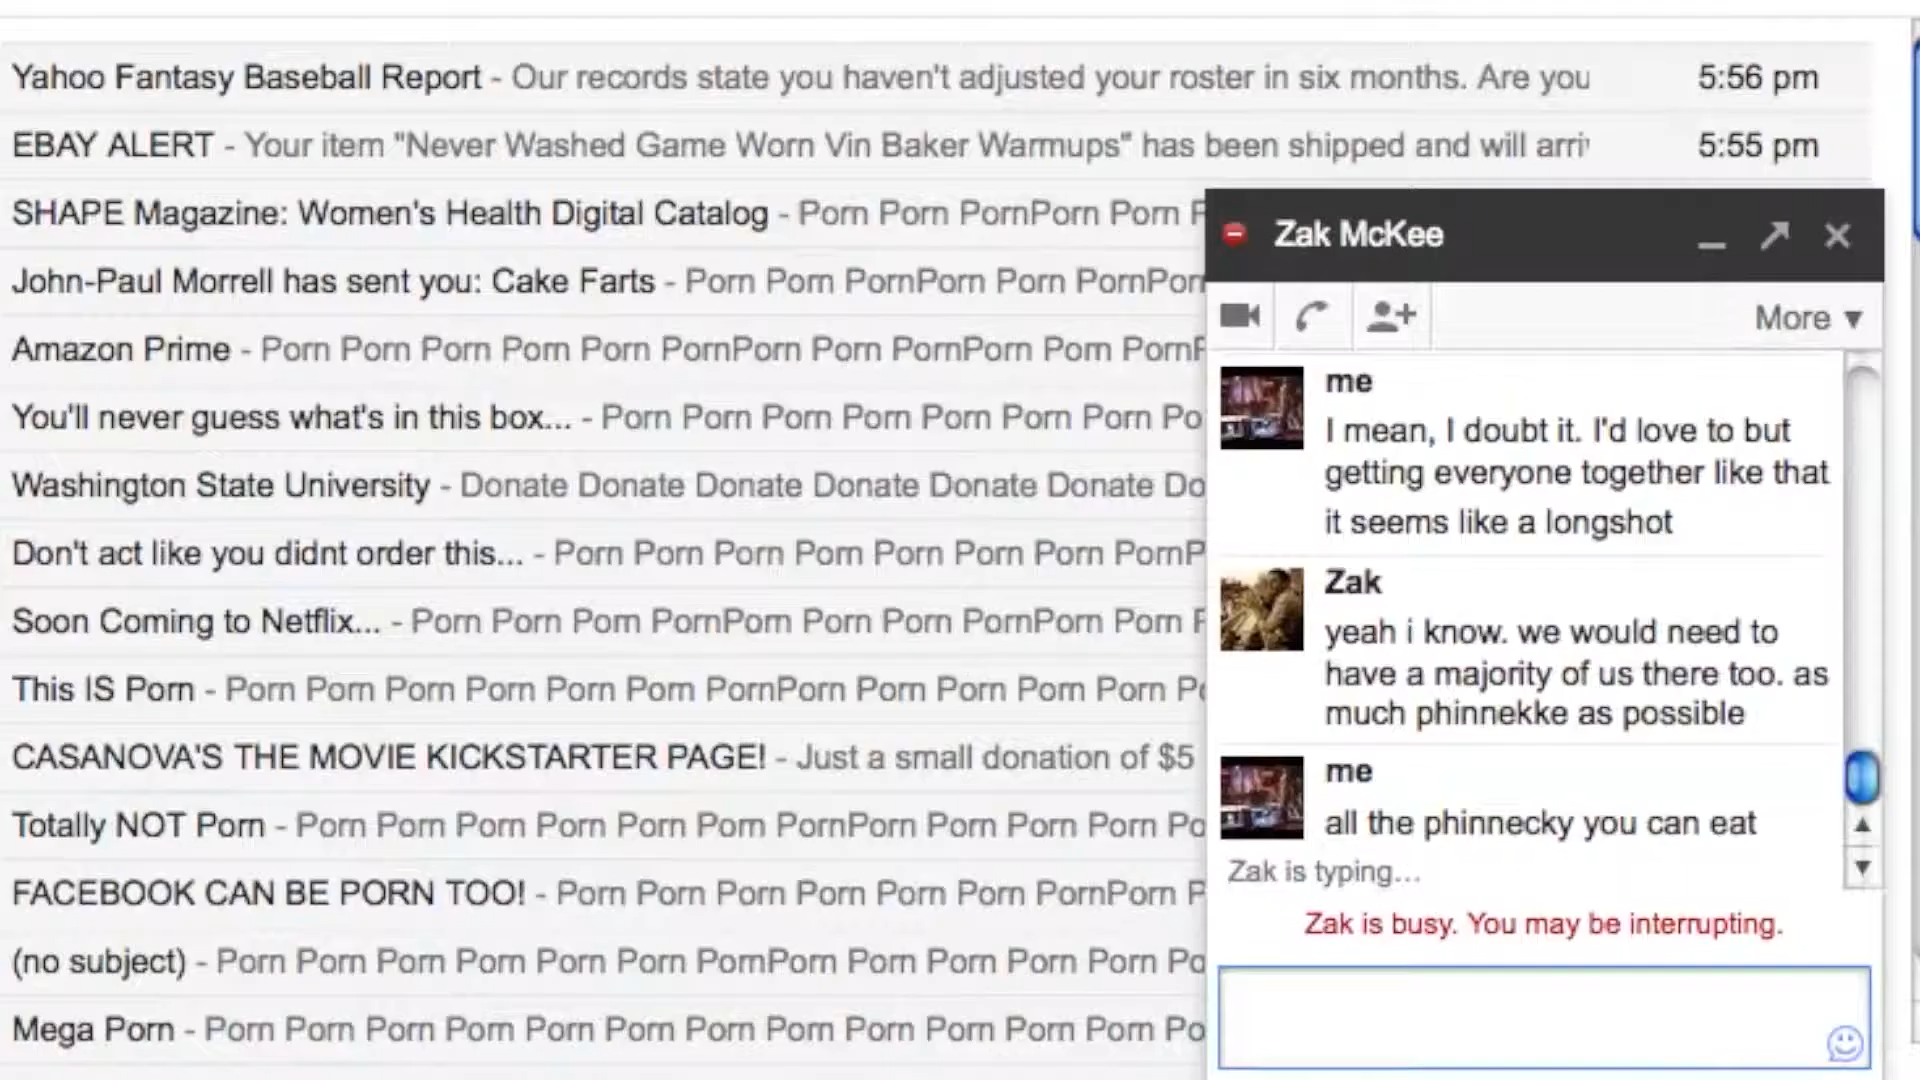 Yahoo Fantasy Baseball Report - Our records state you haven't adjusted your roster in six months. Are you 5:56 pm
EBAY ALERT - Your item "Never Washed Game Worn Vin Baker Warmups" has been shipped and will arri 5:55 pm
SHAPE Magazine: Women's Health Digital Catalog - Porn Porn PornPorn Porn P
John-Paul Morrell has sent you: Cake Farts - Porn Porn PornPorn Porn PornPorn
Amazon Prime - Porn Porn Porn Porn Porn PornPorn Porn PornPorn Porn PornP
You'll never guess what's in this box... - Porn Porn Porn Porn Porn Porn Porn Po
Washington State University - Donate Donate Donate Donate Donate Donate Do
Don't act like you didnt order this... - Porn Porn Porn Porn Porn Porn Porn PornP
Soon Coming to Netflix... - Porn Porn Porn PornPorn Porn Porn PornPorn Porn P
This IS Porn - Porn Porn Porn Porn Porn Porn PornPorn Porn Porn Porn Porn Po
CASANOVA'S THE MOVIE KICKSTARTER PAGE! - Just a small donation of $5
Totally NOT Porn - Porn Porn Porn Porn Porn Porn PornPorn Porn Porn Porn Po
FACEBOOK CAN BE PORN TOO! - Porn Porn Porn Porn Porn Porn PornPorn P
(no subject) - Porn Porn Porn Porn Porn Porn PornPorn Porn Porn Porn Porn Po
Mega Porn - Porn Porn Porn Porn Porn Porn Porn Porn Porn Porn Porn Porn Po
Zak McKee
More
me
I mean, I doubt it. I'd love to but
getting everyone together like that
it seems like a longshot
Zak
yeah i know. we would need to
have a majority of us there too. as
much phinnekke as possible
me
all the phinnecky you can eat
Zak is typing...
Zak is busy. You may be interrupting.